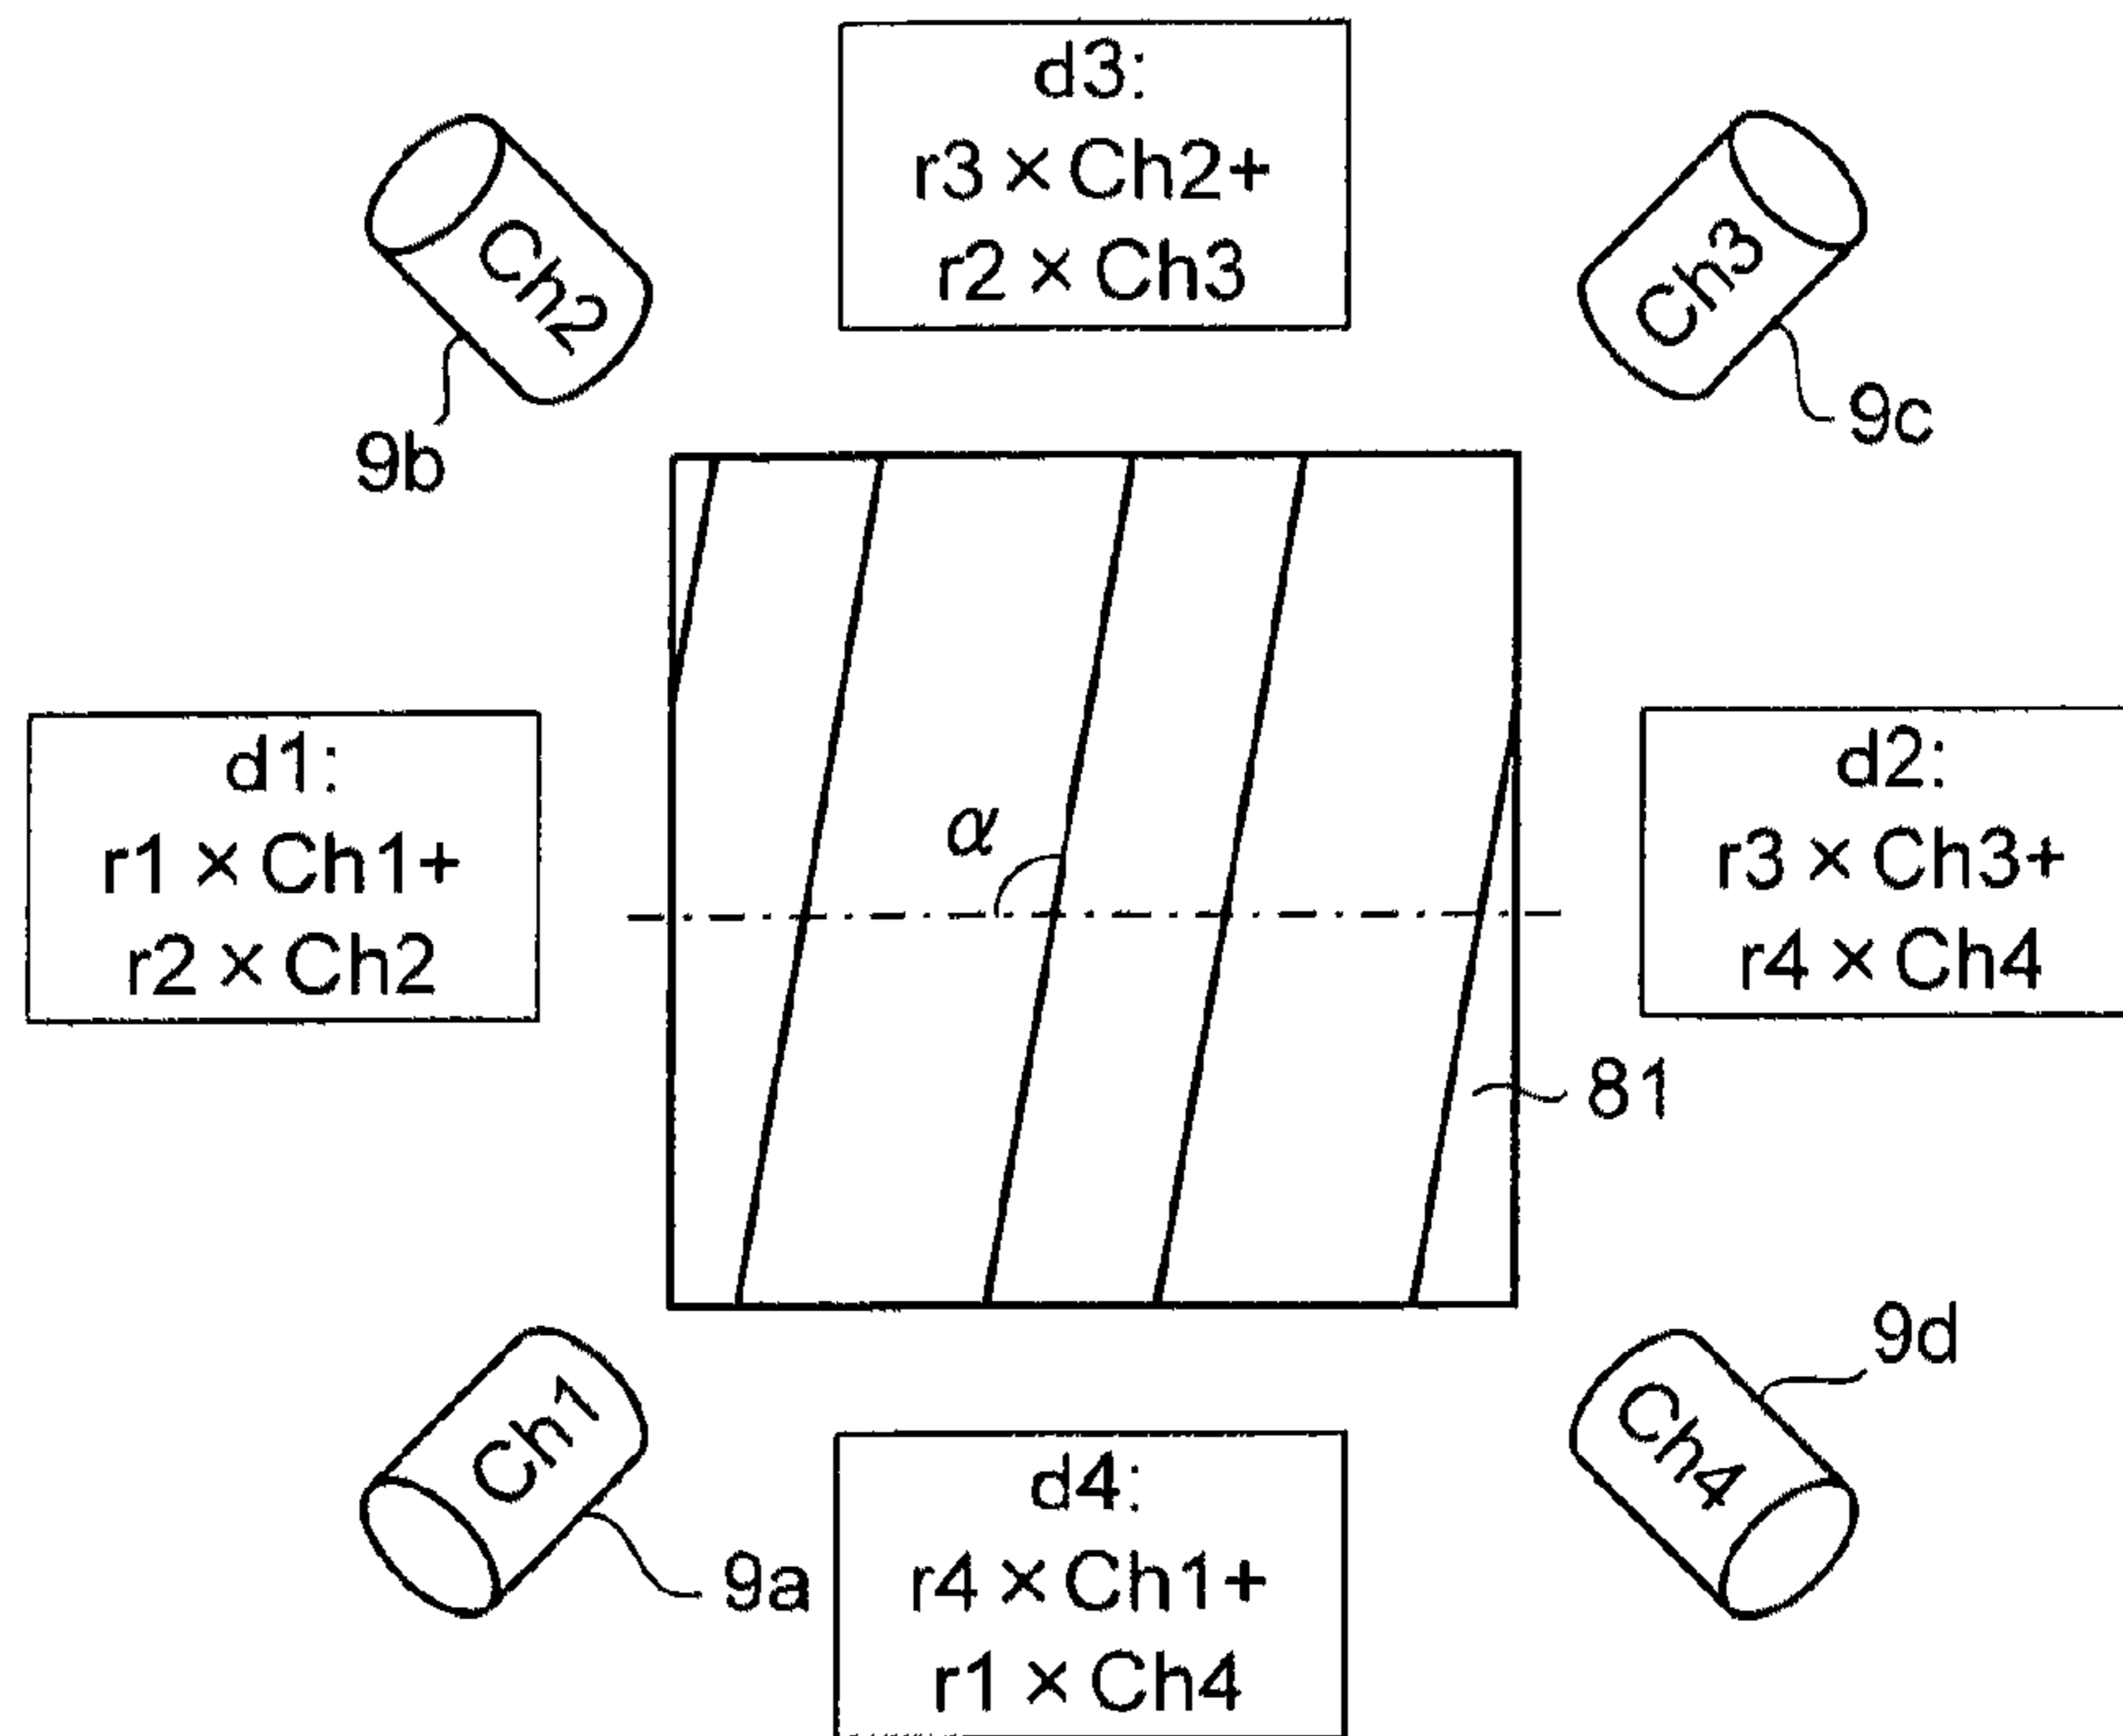 d3:
r3 × Ch2+
r2 × Ch3
Ch2
Ch3
9b
9c
d1:
r1 × Ch1+
r2 × Ch2
α
d2:
r3 × Ch3+
r4 × Ch4
81
Ch1
9a
d4:
r4 × Ch1+
r1 × Ch4
Ch4
9d